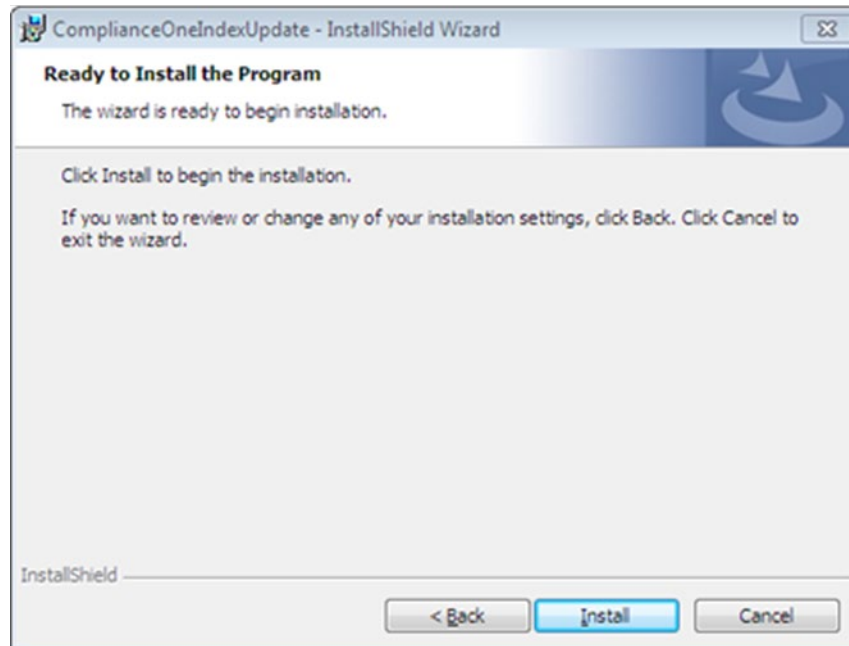 ComplianceOneIndexUpdate - InstallShield Wizard
Ready to Install the Program
The wizard is ready to begin installation.
Click Install to begin the installation.
If you want to review or change any of your installation settings, click Back. Click Cancel to
exit the wizard.
InstallShield
< Back
Install
Cancel